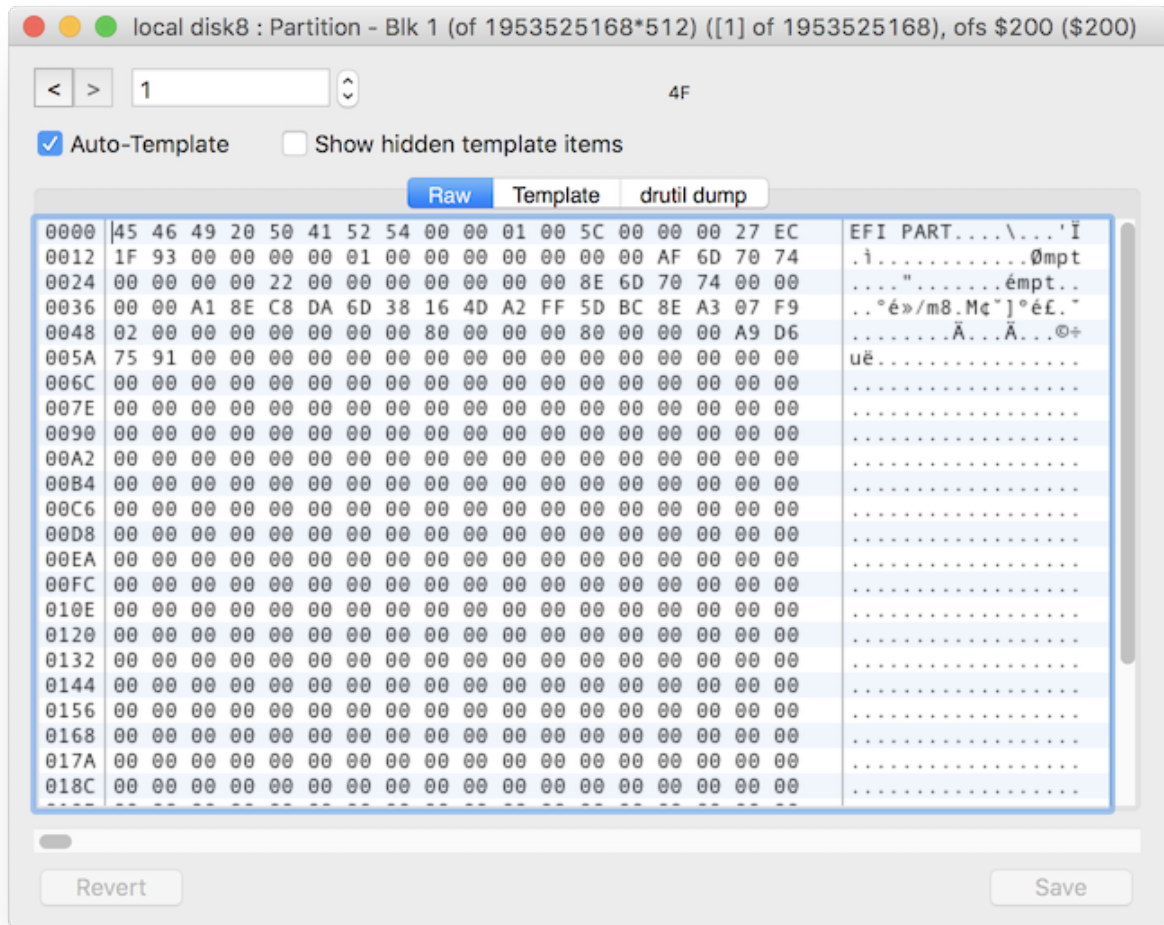 local disk8 : Partition - Blk 1 (of 1953525168*512) ([1] of 1953525168), ofs $200 ($200)
< > 1 4F
Auto-Template Show hidden template items
Raw Template drutil dump
0000 45 46 49 20 50 41 52 54 00 00 01 00 5C 00 00 00 27 EC EFI PART....\...'Ï
0012 1F 93 00 00 00 00 01 00 00 00 00 00 00 00 AF 6D 70 74 .ì............Ømpt
0024 00 00 00 00 22 00 00 00 00 00 00 00 8E 6D 70 74 00 00 ....".......émpt..
0036 00 00 A1 8E C8 DA 6D 38 16 4D A2 FF 5D BC 8E A3 07 F9 ..°é»/m8.M¢ˇ]°é£.˘
0048 02 00 00 00 00 00 00 00 80 00 00 00 80 00 00 00 A9 D6 ........Ä...Ä...©÷
005A 75 91 00 00 00 00 00 00 00 00 00 00 00 00 00 00 00 00 uë................
006C 00 00 00 00 00 00 00 00 00 00 00 00 00 00 00 00 00 00 ..................
007E 00 00 00 00 00 00 00 00 00 00 00 00 00 00 00 00 00 00 ..................
0090 00 00 00 00 00 00 00 00 00 00 00 00 00 00 00 00 00 00 ..................
00A2 00 00 00 00 00 00 00 00 00 00 00 00 00 00 00 00 00 00 ..................
00B4 00 00 00 00 00 00 00 00 00 00 00 00 00 00 00 00 00 00 ..................
00C6 00 00 00 00 00 00 00 00 00 00 00 00 00 00 00 00 00 00 ..................
00D8 00 00 00 00 00 00 00 00 00 00 00 00 00 00 00 00 00 00 ..................
00EA 00 00 00 00 00 00 00 00 00 00 00 00 00 00 00 00 00 00 ..................
00FC 00 00 00 00 00 00 00 00 00 00 00 00 00 00 00 00 00 00 ..................
010E 00 00 00 00 00 00 00 00 00 00 00 00 00 00 00 00 00 00 ..................
0120 00 00 00 00 00 00 00 00 00 00 00 00 00 00 00 00 00 00 ..................
0132 00 00 00 00 00 00 00 00 00 00 00 00 00 00 00 00 00 00 ..................
0144 00 00 00 00 00 00 00 00 00 00 00 00 00 00 00 00 00 00 ..................
0156 00 00 00 00 00 00 00 00 00 00 00 00 00 00 00 00 00 00 ..................
0168 00 00 00 00 00 00 00 00 00 00 00 00 00 00 00 00 00 00 ..................
017A 00 00 00 00 00 00 00 00 00 00 00 00 00 00 00 00 00 00 ..................
018C 00 00 00 00 00 00 00 00 00 00 00 00 00 00 00 00 00 00 ..................
Revert Save